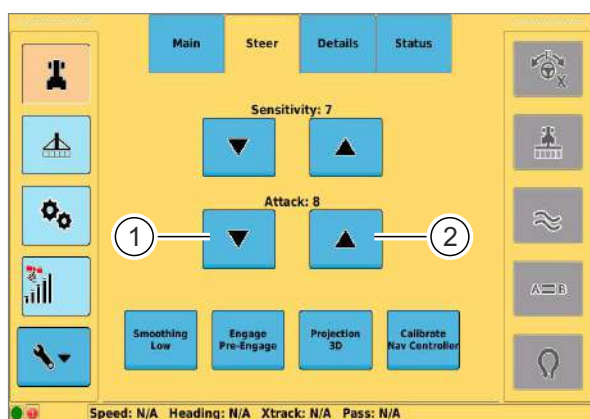 Main Steer Details Status
Sensitivity: 7
Attack: 8
1 2
X
A=B
Smoothing Low
Engage Pre-Engage
Projection 3D
Calibrate Nav Controller
Speed: N/A Heading: N/A Xtrack: N/A Pass: N/A